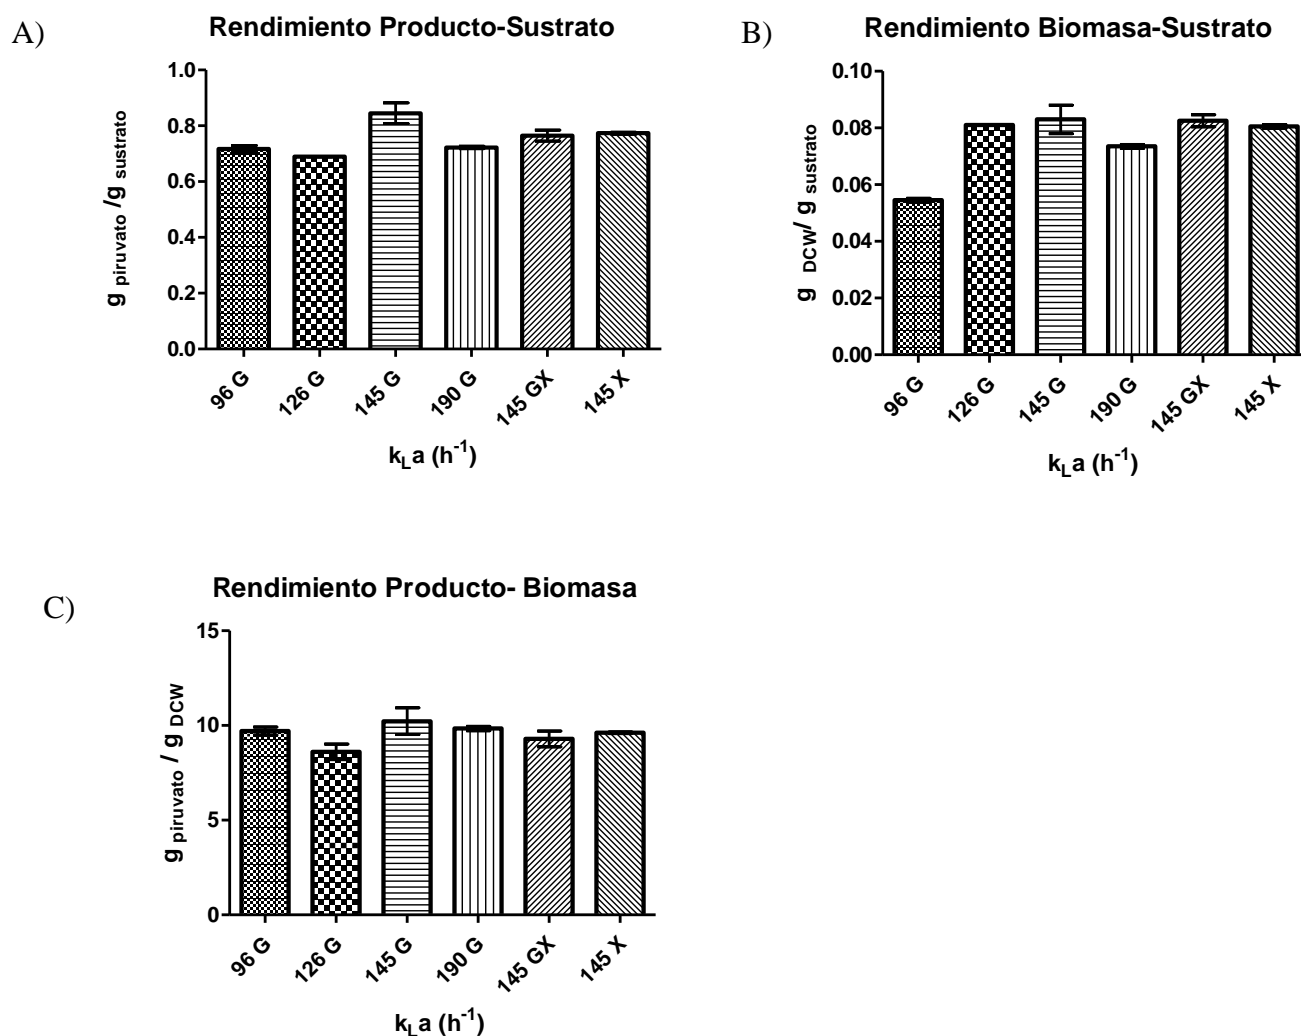 A)
Rendimiento Producto-Sustrato
g piruvato /g sustrato
1.0
0.8
0.6
0.4
0.2
0.0
96 G
126 G
145 G
190 G
145 GX
145 X
kLa (h-1)
B)
Rendimiento Biomasa-Sustrato
g DCW/ g sustrato
0.10
0.08
0.06
0.04
0.02
0.00
96 G
126 G
145 G
190 G
145 GX
145 X
kLa (h-1)
C)
Rendimiento Producto- Biomasa
g piruvato / g DCW
15
10
5
0
96 G
126 G
145 G
190 G
145 GX
145 X
kLa (h-1)